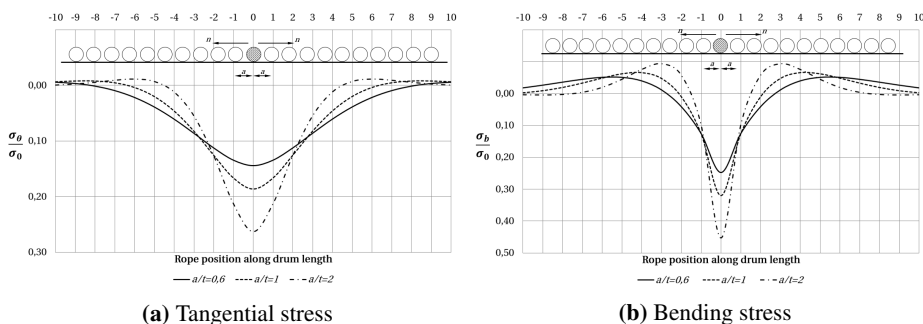 -10 -9 -8 -7 -6 -5 -4 -3 -2 -1 0 1 2 3 4 5 6 7 8 9 10
n n
a a
0,00
0,10
0,20
0,30
σθ
σ0
Rope position along drum length
a/t=0,6 a/t=1 a/t=2
(a) Tangential stress
-10 -9 -8 -7 -6 -5 -4 -3 -2 -1 0 1 2 3 4 5 6 7 8 9 10
n n
a a
0,00
0,10
0,20
0,30
0,40
0,50
σb
σ0
Rope position along drum length
a/t=0,6 a/t=1 a/t=2
(b) Bending stress